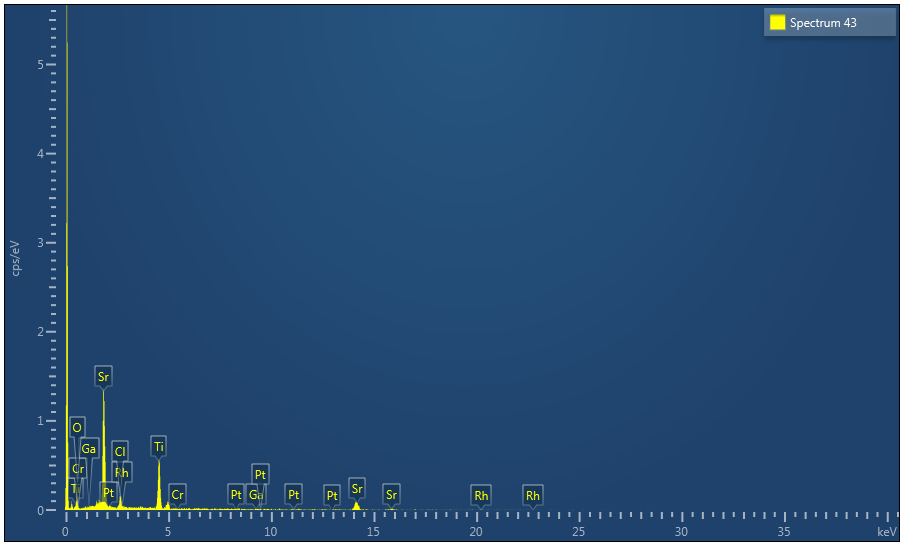 Spectrum 43
5
4
3
2
1
0
cps/eV
Sr
O
Ga
Cl
Ti
Cr
Rh
Pt
Pt
T
Cr
Pt
Ga
Pt
Pt
Sr
Sr
Rh
Rh
0 5 10 15 20 25 30 35 keV